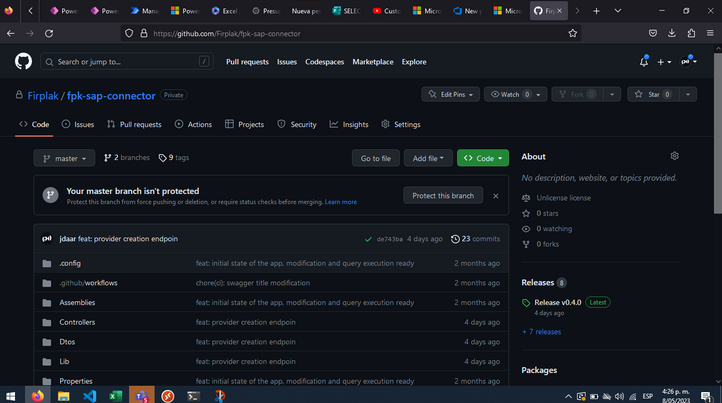 Power
Power
Mana
Power
Excel
Presu
Nueva pe
SELEC
Custo
Micro
New a
Micro
Firp
https://github.com/Firplak/fpk-sap-connector
Search or jump to...
/
Pull requests
Issues
Codespaces
Marketplace
Explore
Firplak / fpk-sap-connector
Private
Edit Pins
Watch 0
Fork 0
Star 0
Code
Issues
Pull requests
Actions
Projects
Security
Insights
Settings
master
2 branches
9 tags
Go to file
Add file
Code
Your master branch isn't protected
Protect this branch from force pushing or deletion, or require status checks before merging. Learn more
Protect this branch
jdaar feat: provider creation endpoin
de743ba 4 days ago
23 commits
.config feat: initial state of the app. modification and query execution ready 2 months ago
.github/workflows chore(ci): swagger title modification 2 months ago
Assemblies feat: initial state of the app. modification and query execution ready 2 months ago
Controllers feat: provider creation endpoin 4 days ago
Dtos feat: provider creation endpoin 4 days ago
Lib feat: provider creation endpoin 4 days ago
Properties feat: initial state of the app. modification and query execution ready 2 months ago
About
No description, website, or topics provided.
Unlicense license
0 stars
0 watching
0 forks
Releases 8
Release v0.4.0 Latest
4 days ago
+ 7 releases
Packages
ESP
4:26 p. m.
8/05/2023